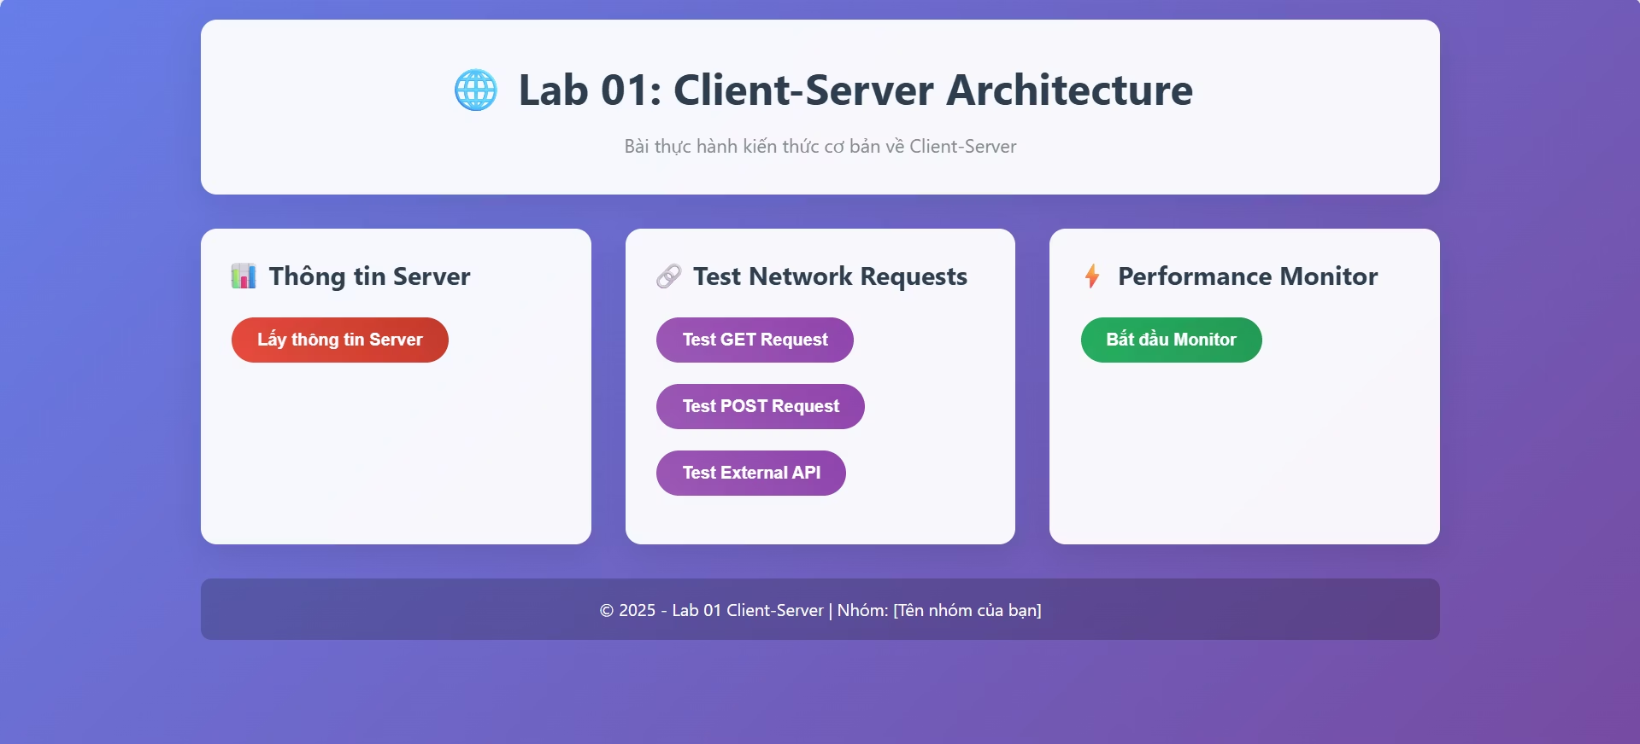 Lab 01: Client-Server Architecture
Bài thực hành kiến thức cơ bản về Client-Server
Thông tin Server
Lấy thông tin Server
Test Network Requests
Test GET Request
Test POST Request
Test External API
Performance Monitor
Bắt đầu Monitor
© 2025 - Lab 01 Client-Server | Nhóm: [Tên nhóm của bạn]